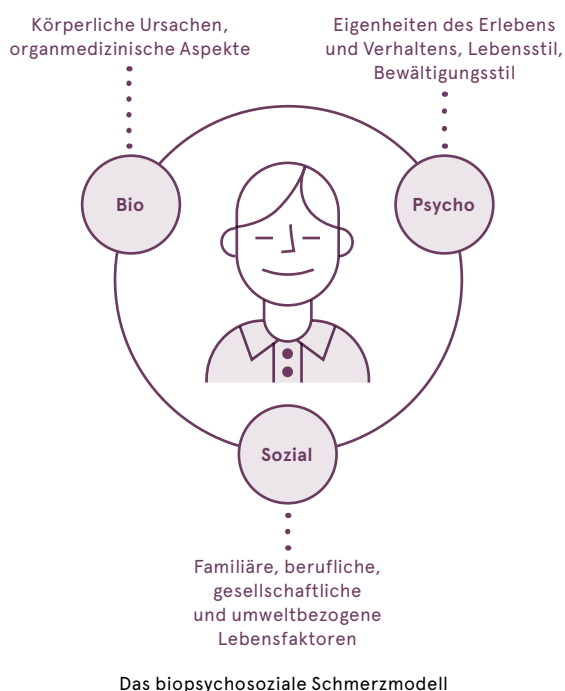 Körperliche Ursachen,
organmedizinische Aspekte
Eigenheiten des Erlebens
und Verhaltens, Lebensstil,
Bewältigungsstil
Bio
Psycho
Sozial
Familiäre, berufliche,
gesellschaftliche
und umweltbezogene
Lebensfaktoren
Das biopsychosoziale Schmerzmodell